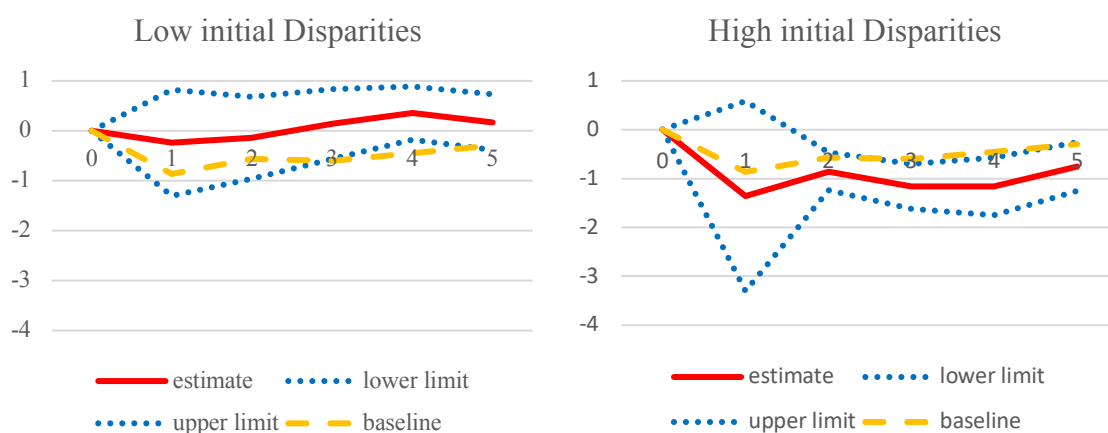 Low initial Disparities
1
0
-1
-2
-3
-4
0 1 2 3 4 5
estimate lower limit
upper limit baseline
High initial Disparities
1
0
-1
-2
-3
-4
0 1 2 3 4 5
estimate lower limit
upper limit baseline